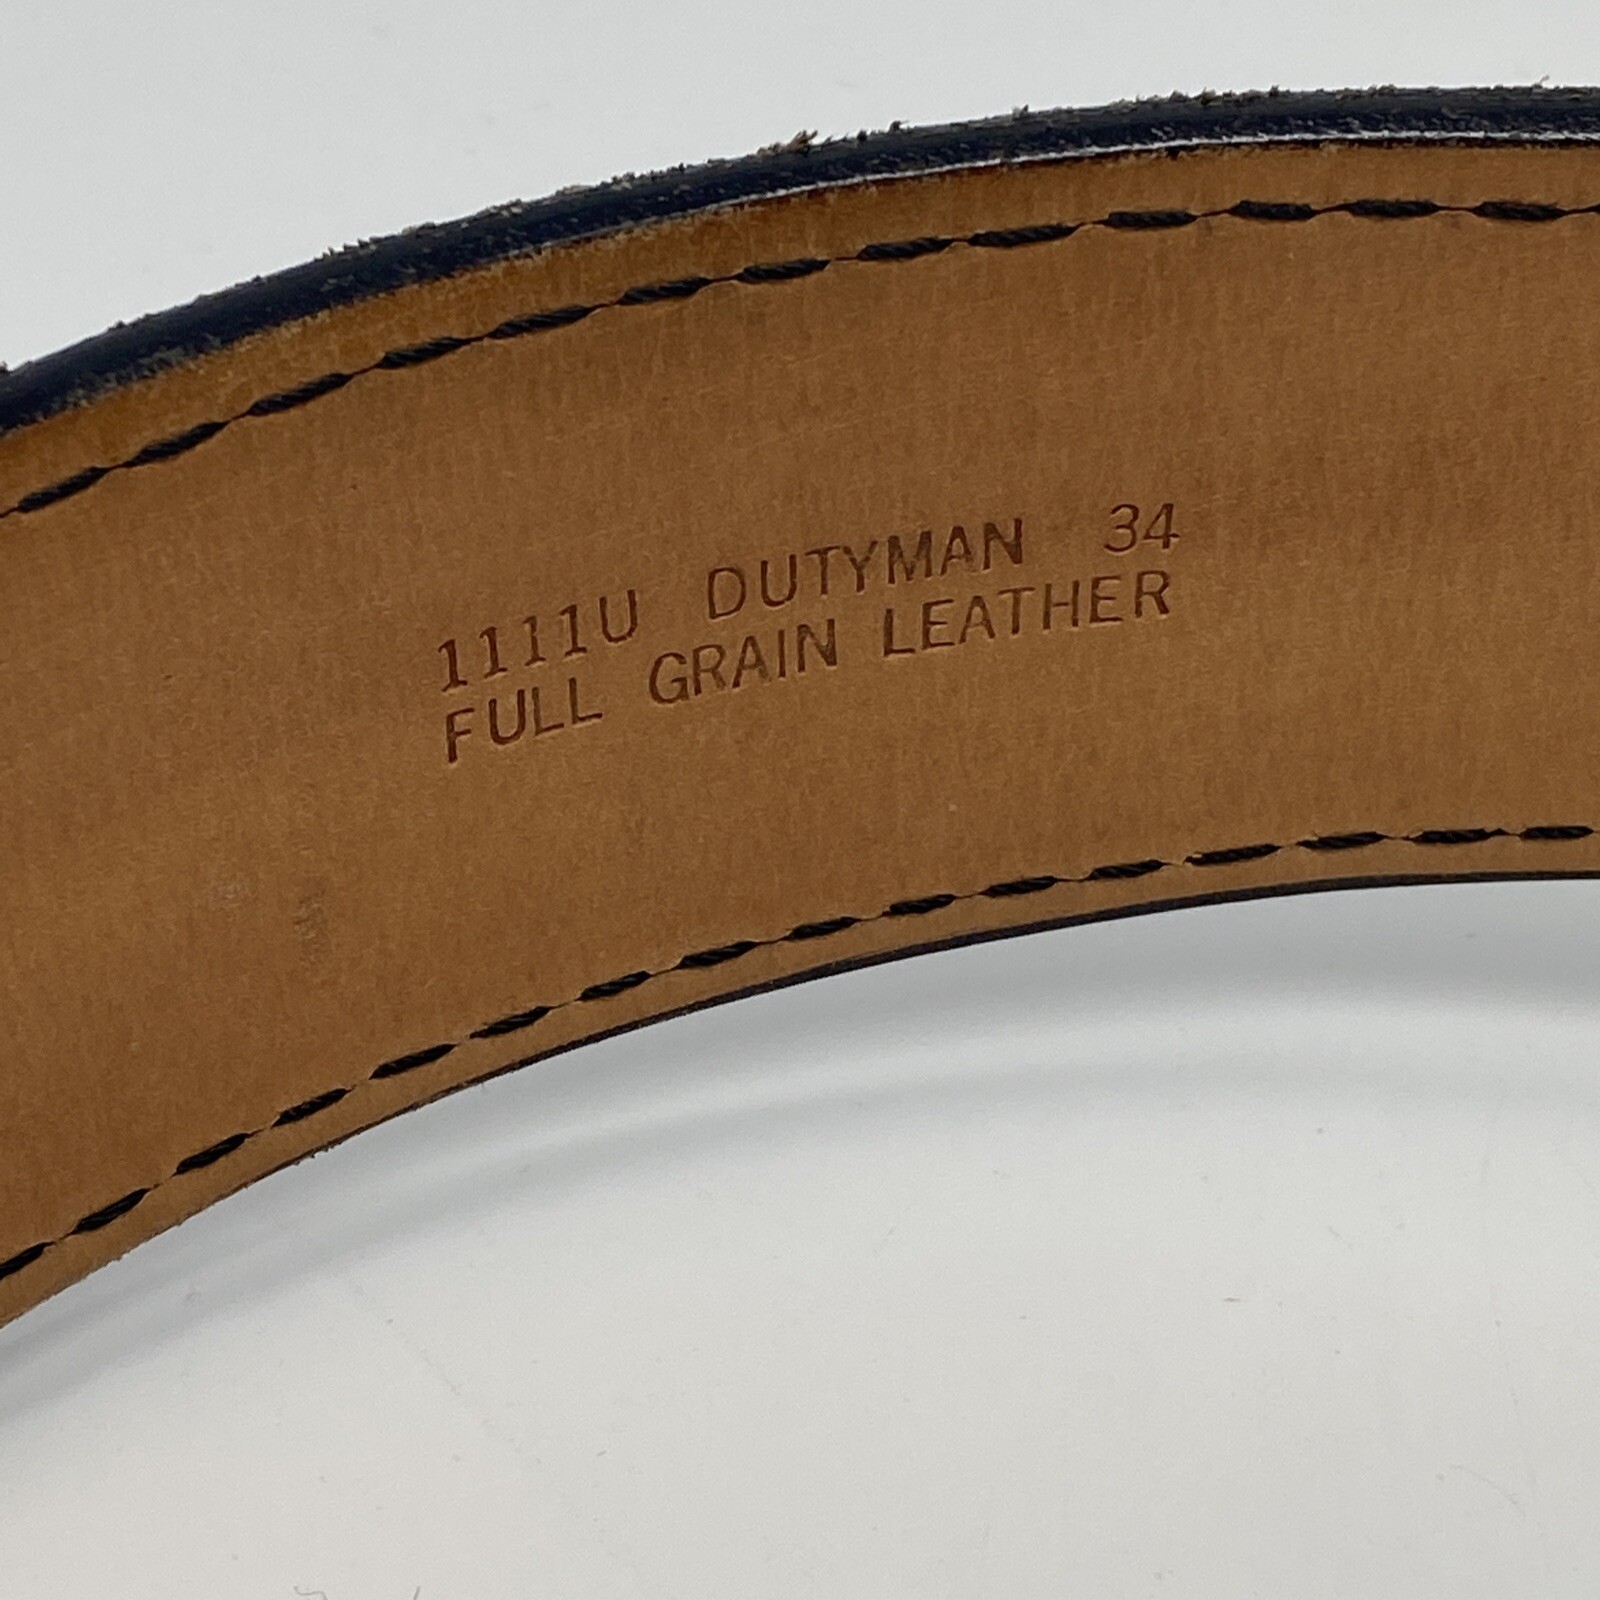 1111U DUTYMAN 34
FULL GRAIN LEATHER